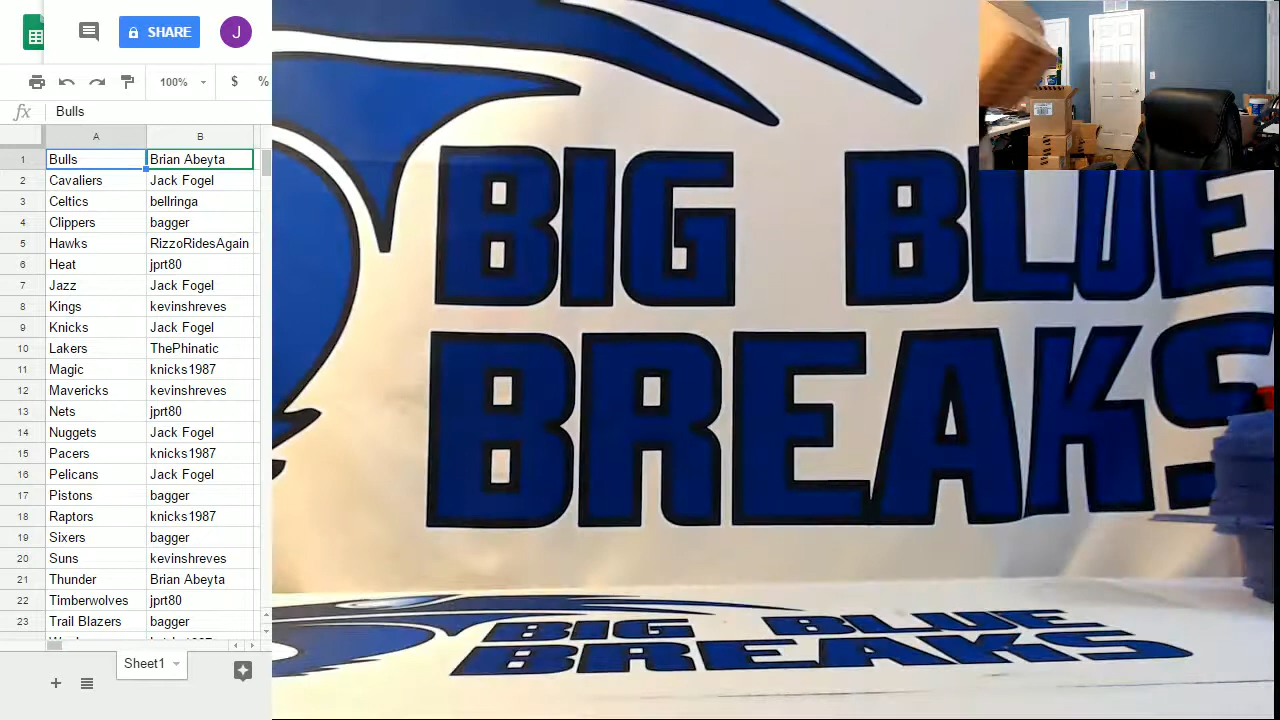 SHARE
J
100%
$
%
fx
Bulls
A
B
1 Bulls Brian Abeyta
2 Cavaliers Jack Fogel
3 Celtics bellringa
4 Clippers bagger
5 Hawks RizzoRidesAgain
6 Heat jprt80
7 Jazz Jack Fogel
8 Kings kevinshreves
9 Knicks Jack Fogel
10 Lakers ThePhinatic
11 Magic knicks1987
12 Mavericks kevinshreves
13 Nets jprt80
14 Nuggets Jack Fogel
15 Pacers knicks1987
16 Pelicans Jack Fogel
17 Pistons bagger
18 Raptors knicks1987
19 Sixers bagger
20 Suns kevinshreves
21 Thunder Brian Abeyta
22 Timberwolves jprt80
23 Trail Blazers bagger
Sheet1
BIG BLUE
BREAKS
BIG BLUE
BREAKS